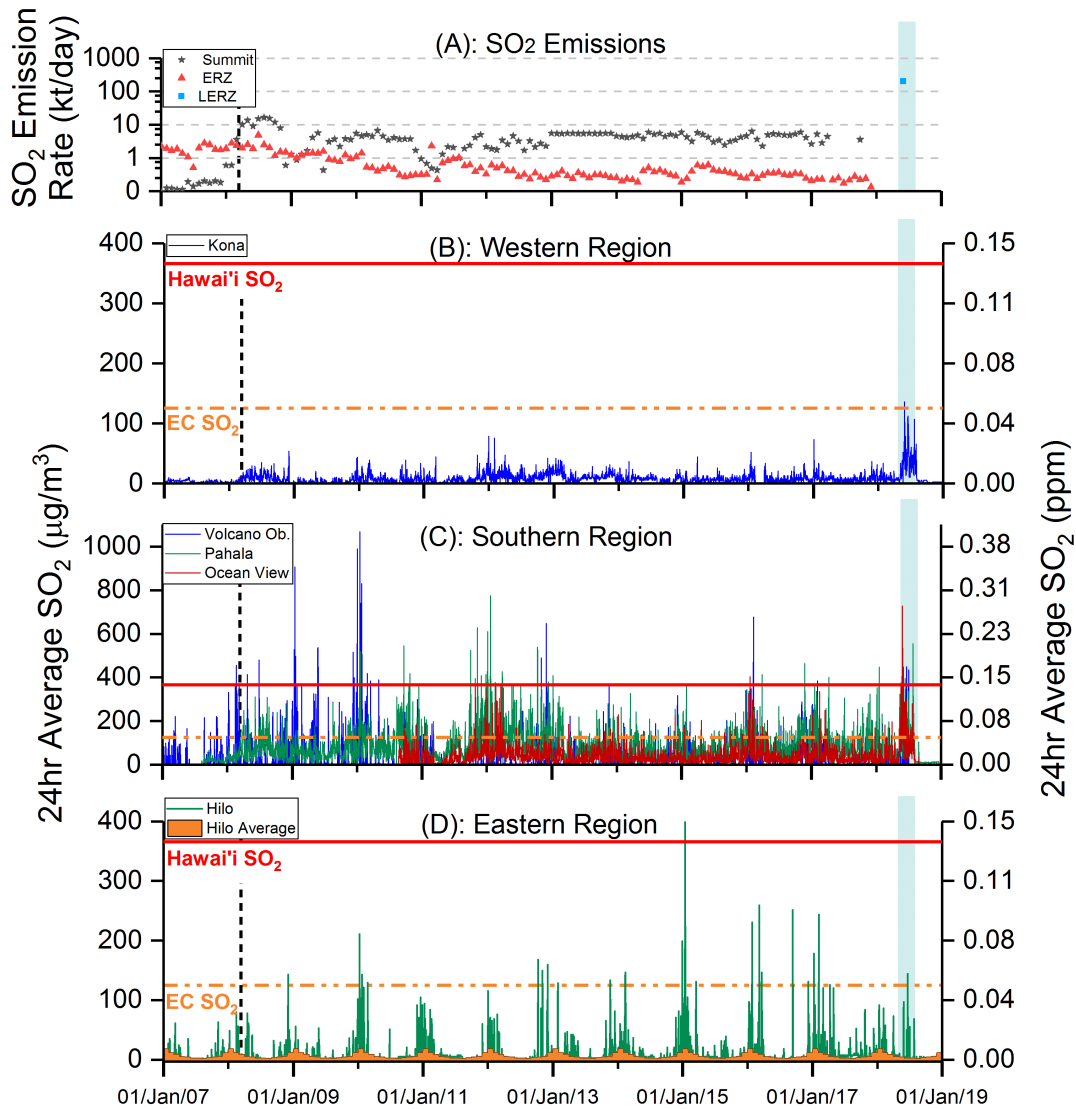 (A): SO2 Emissions
SO2 Emission
Rate (kt/day)
1000
100
10
1
0
Summit
ERZ
LERZ
(B): Western Region
Kona
Hawai'i SO2
EC SO2
400
300
200
100
0
0.15
0.11
0.08
0.04
0.00
24hr Average SO2 (µg/m3)
24hr Average SO2 (ppm)
(C): Southern Region
Volcano Ob.
Pahala
Ocean View
1000
800
600
400
200
0
0.38
0.31
0.23
0.15
0.08
0.00
(D): Eastern Region
Hilo
Hilo Average
Hawai'i SO2
EC SO2
400
300
200
100
0
0.15
0.11
0.08
0.04
0.00
01/Jan/07
01/Jan/09
01/Jan/11
01/Jan/13
01/Jan/15
01/Jan/17
01/Jan/19